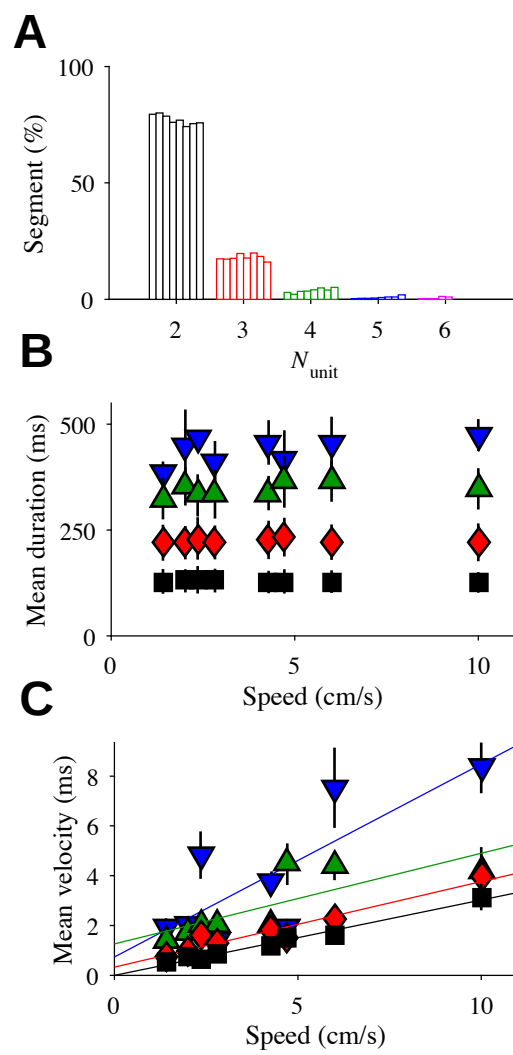 A
100
50
0
Segment (%)
2 3 4 5 6
N unit
B
500
250
0
Mean duration (ms)
0 5 10
Speed (cm/s)
C
8
6
4
2
0
Mean velocity (ms)
0 5 10
Speed (cm/s)